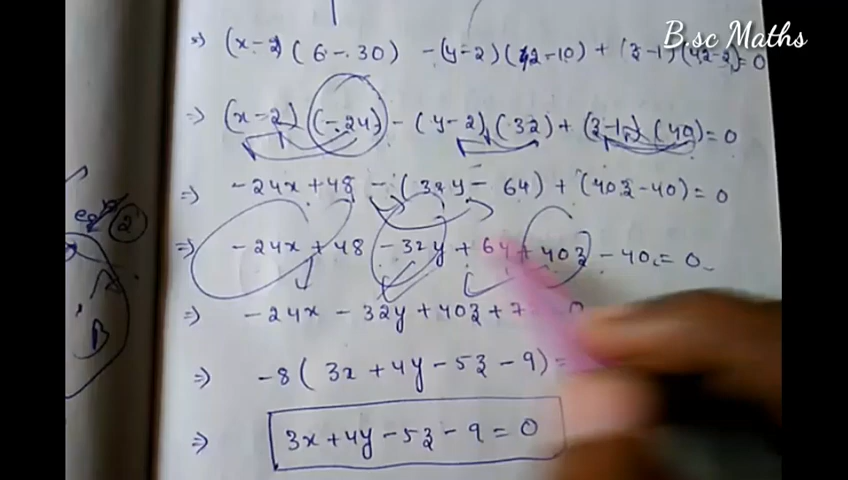 B.sc Maths
=> (x-2) (6-30) - (y-2) (42-10) + (z-1) (42-2) = 0
=> (x-2) (-24) - (y-2) (32) + (z-1) (40) = 0
=> -24x + 48 - (32y - 64) + (40z - 40) = 0
=> -24x + 48 - 32y + 64 + 40z - 40 = 0
=> -24x - 32y + 40z + 7 0
=> -8 ( 3x + 4y - 5z - 9) =
=> 3x + 4y - 5z - 9 = 0
2
B